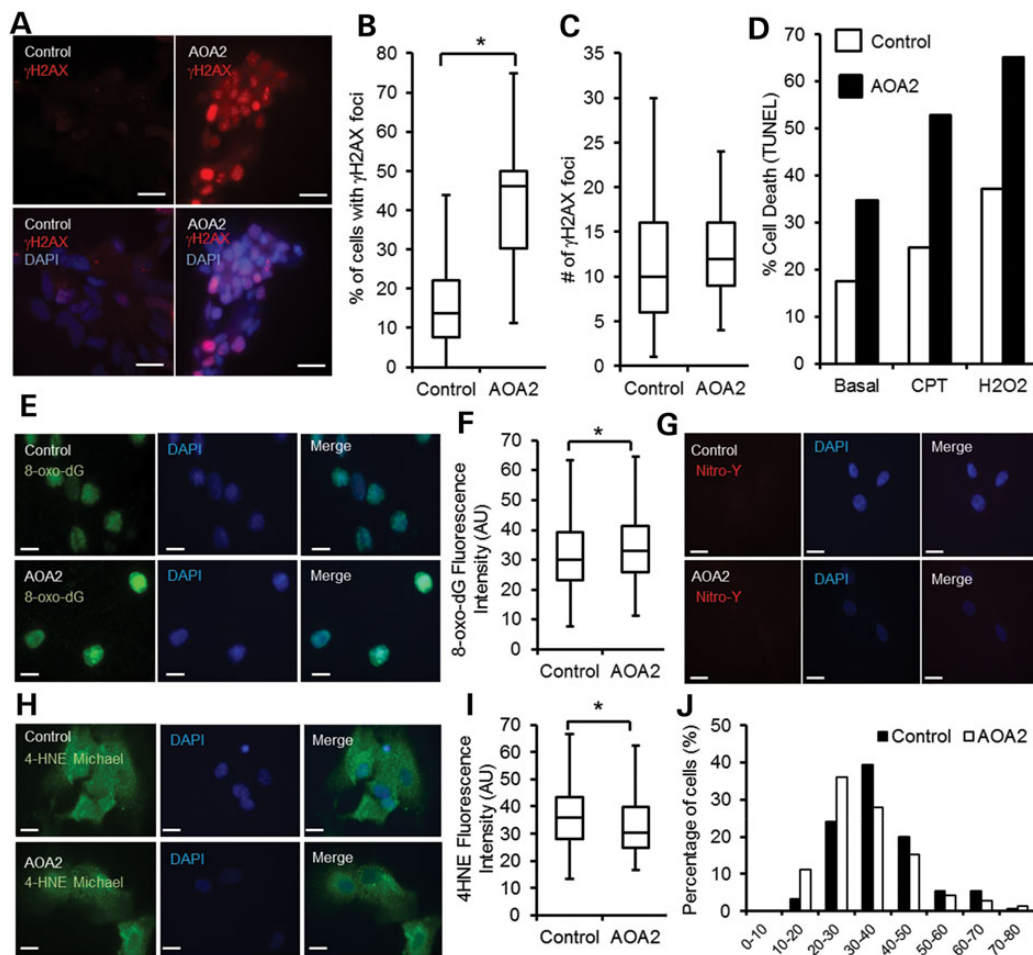 A
Control
γH2AX
AOA2
γH2AX
Control
γH2AX
DAPI
AOA2
γH2AX
DAPI
B
% of cells with γH2AX foci
80
70
60
50
40
30
20
10
0
*
Control AOA2
C
# of γH2AX foci
35
30
25
20
15
10
5
0
Control AOA2
D
% Cell Death (TUNEL)
70
60
50
40
30
20
10
0
Control
AOA2
Basal CPT H2O2
E
Control
8-oxo-dG
DAPI
Merge
AOA2
8-oxo-dG
DAPI
Merge
F
8-oxo-dG Fluorescence
Intensity (AU)
70
60
50
40
30
20
10
0
*
Control AOA2
G
Control
Nitro-Y
DAPI
Merge
AOA2
Nitro-Y
DAPI
Merge
H
Control
4-HNE Michael
DAPI
Merge
AOA2
4-HNE Michael
DAPI
Merge
I
4HNE Fluorescence
Intensity (AU)
70
60
50
40
30
20
10
0
*
Control AOA2
J
Percentage of cells (%)
50
40
30
20
10
0
Control AOA2
0-10
10-20
20-30
30-40
40-50
50-60
60-70
70-80